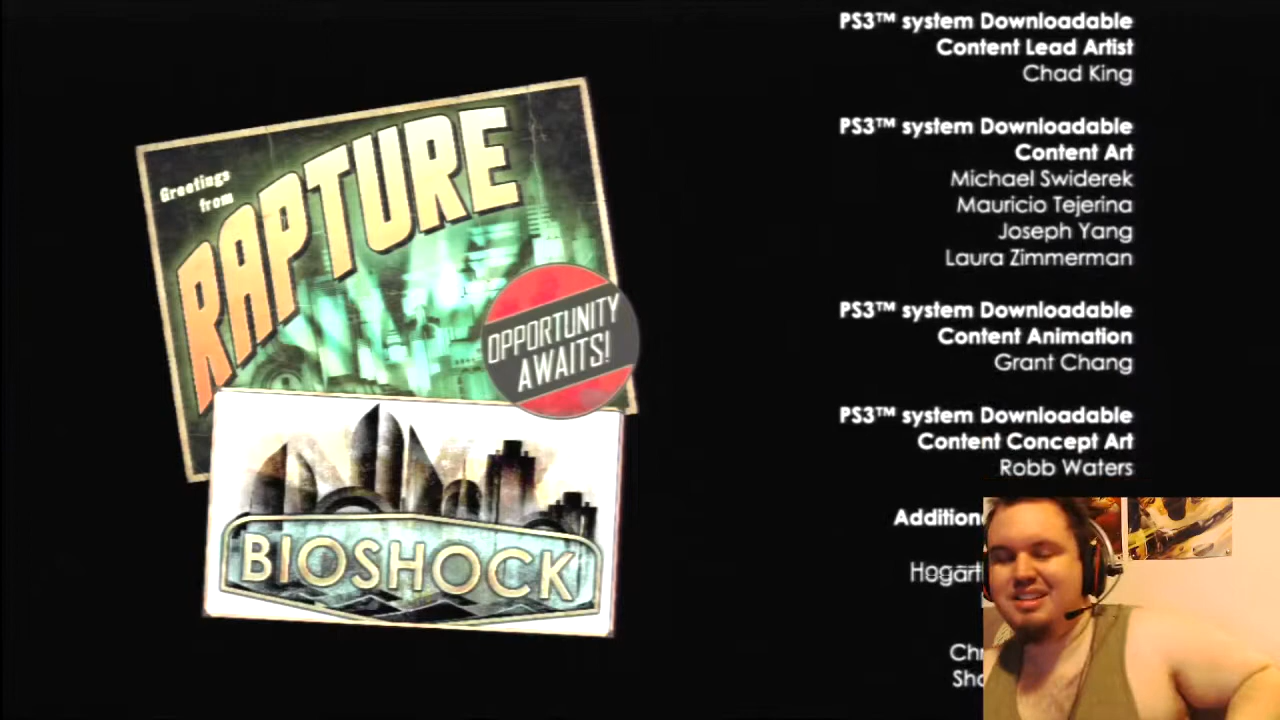 Greetings
from
RAPTURE
OPPORTUNITY
AWAITS!
BIOSHOCK
PS3™ system Downloadable
Content Lead Artist
Chad King
PS3™ system Downloadable
Content Art
Michael Swiderek
Mauricio Tejerina
Joseph Yang
Laura Zimmerman
PS3™ system Downloadable
Content Animation
Grant Chang
PS3™ system Downloadable
Content Concept Art
Robb Waters